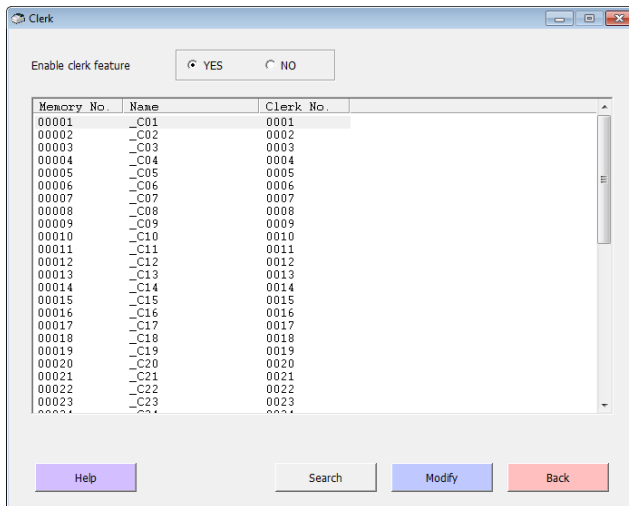 Clerk
Enable clerk feature YES NO
Memory No. Name Clerk No.
00001 _C01 0001
00002 _C02 0002
00003 _C03 0003
00004 _C04 0004
00005 _C05 0005
00006 _C06 0006
00007 _C07 0007
00008 _C08 0008
00009 _C09 0009
00010 _C10 0010
00011 _C11 0011
00012 _C12 0012
00013 _C13 0013
00014 _C14 0014
00015 _C15 0015
00016 _C16 0016
00017 _C17 0017
00018 _C18 0018
00019 _C19 0019
00020 _C20 0020
00021 _C21 0021
00022 _C22 0022
00023 _C23 0023
Help Search Modify Back